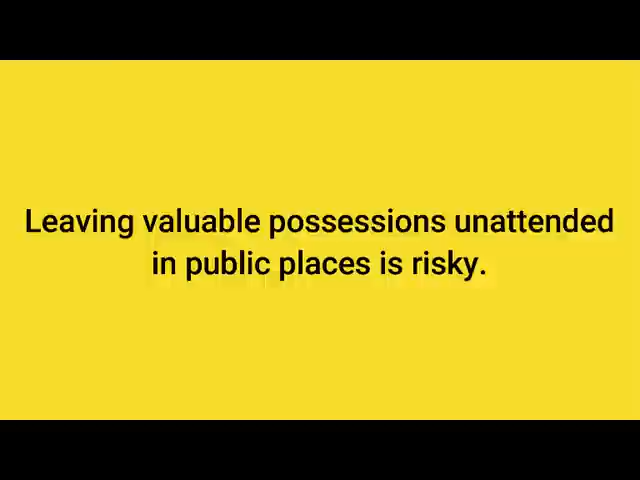 Leaving valuable possessions unattended
in public places is risky.